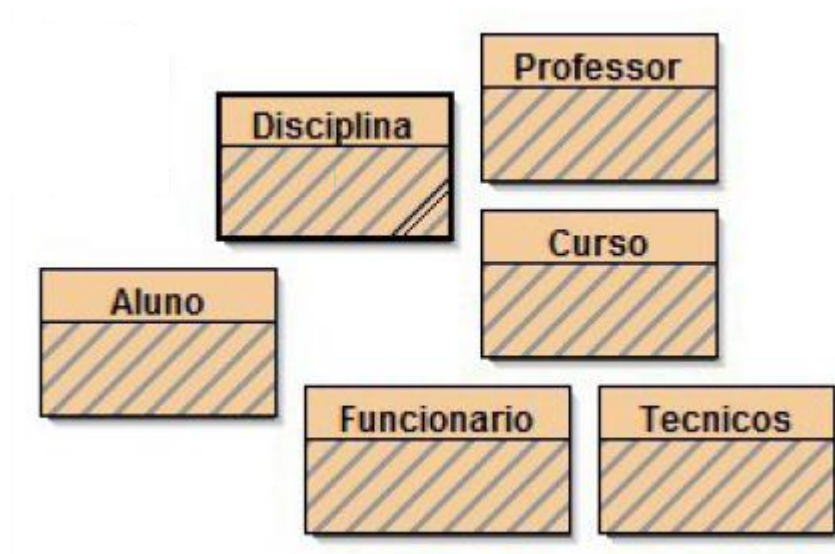 Professor
Disciplina
Curso
Aluno
Funcionario
Tecnicos